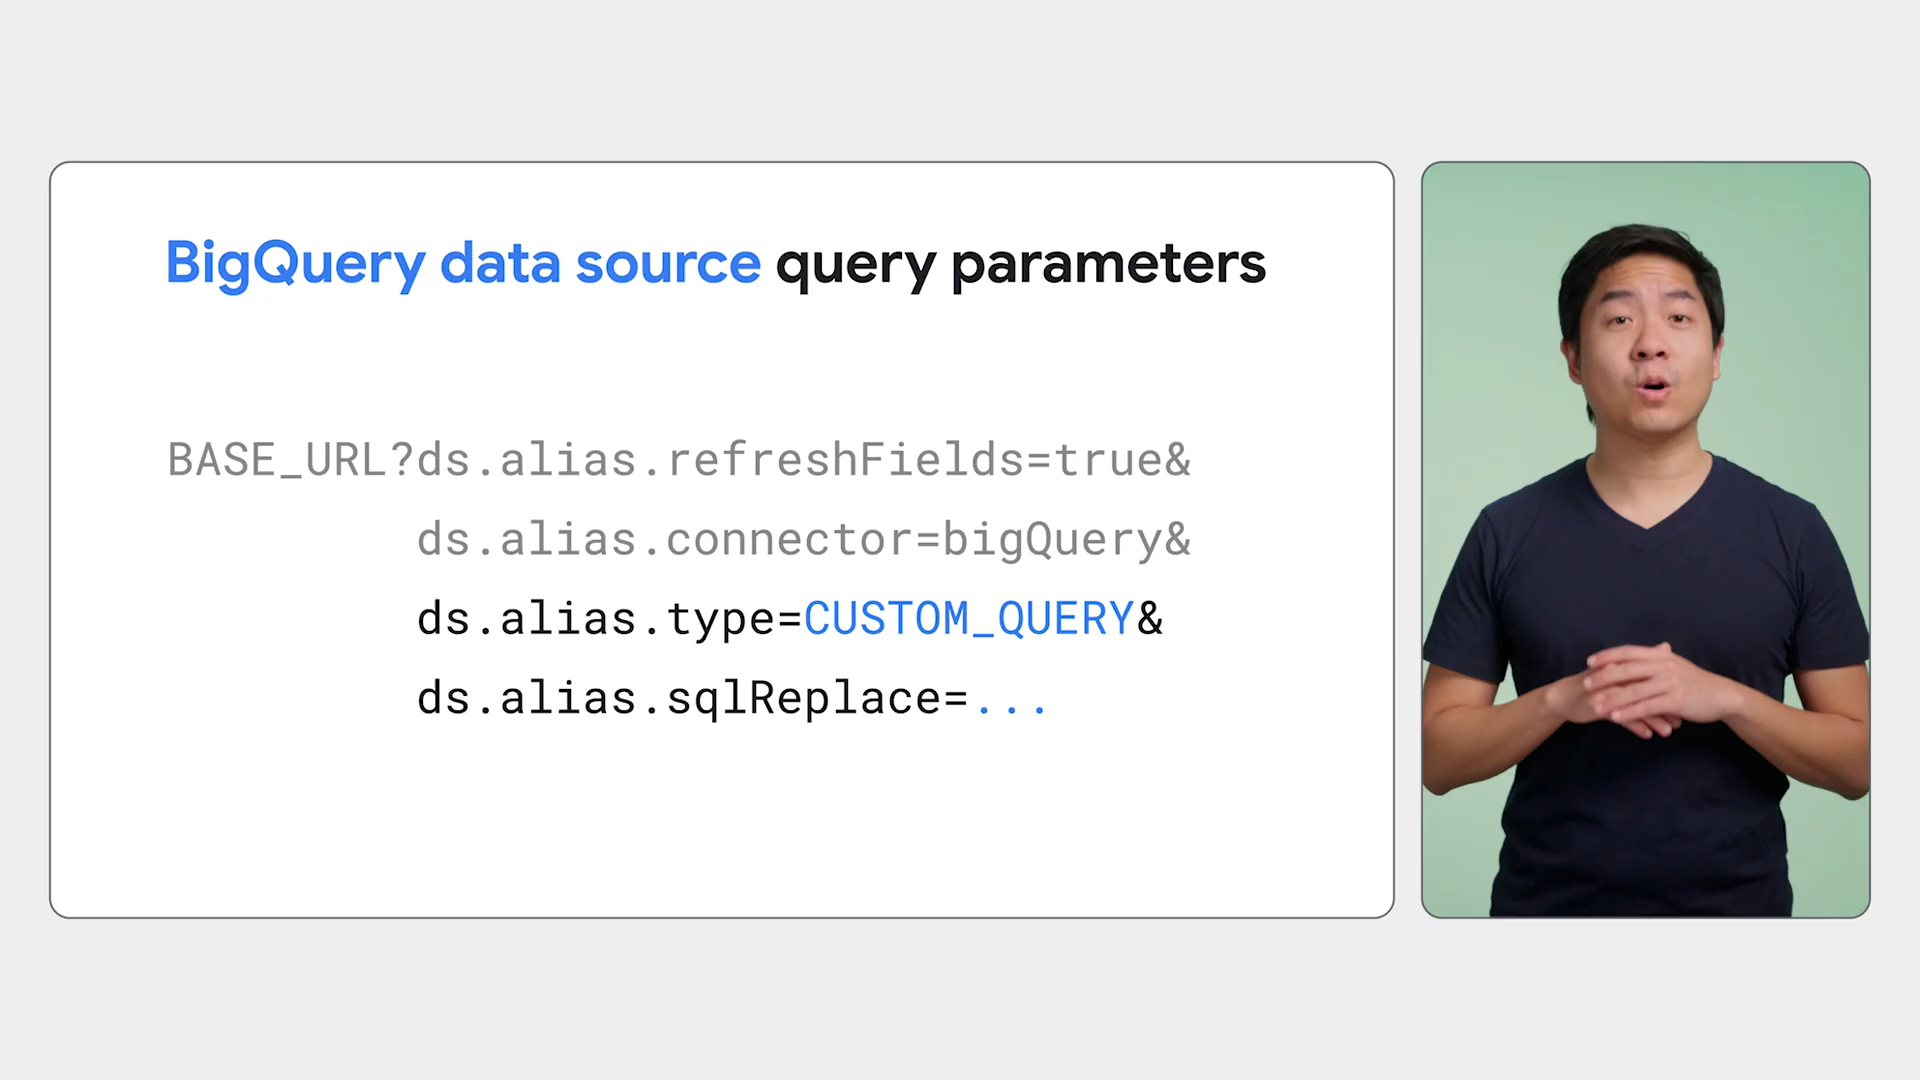 BigQuery data source query parameters
BASE_URL?ds.alias.refreshFields=true&
ds.alias.connector=bigQuery&
ds.alias.type=CUSTOM_QUERY&
ds.alias.sqlReplace=...